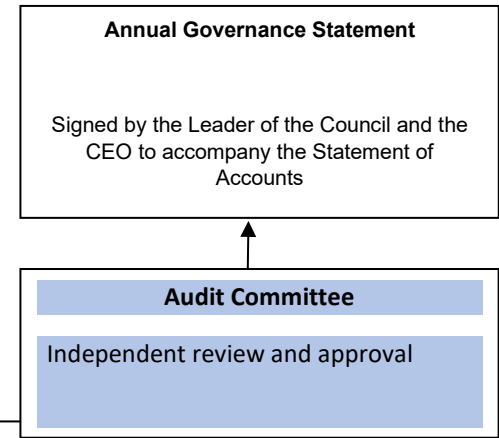 Annual Governance Statement
Signed by the Leader of the Council and the
CEO to accompany the Statement of
Accounts
Audit Committee
Independent review and approval